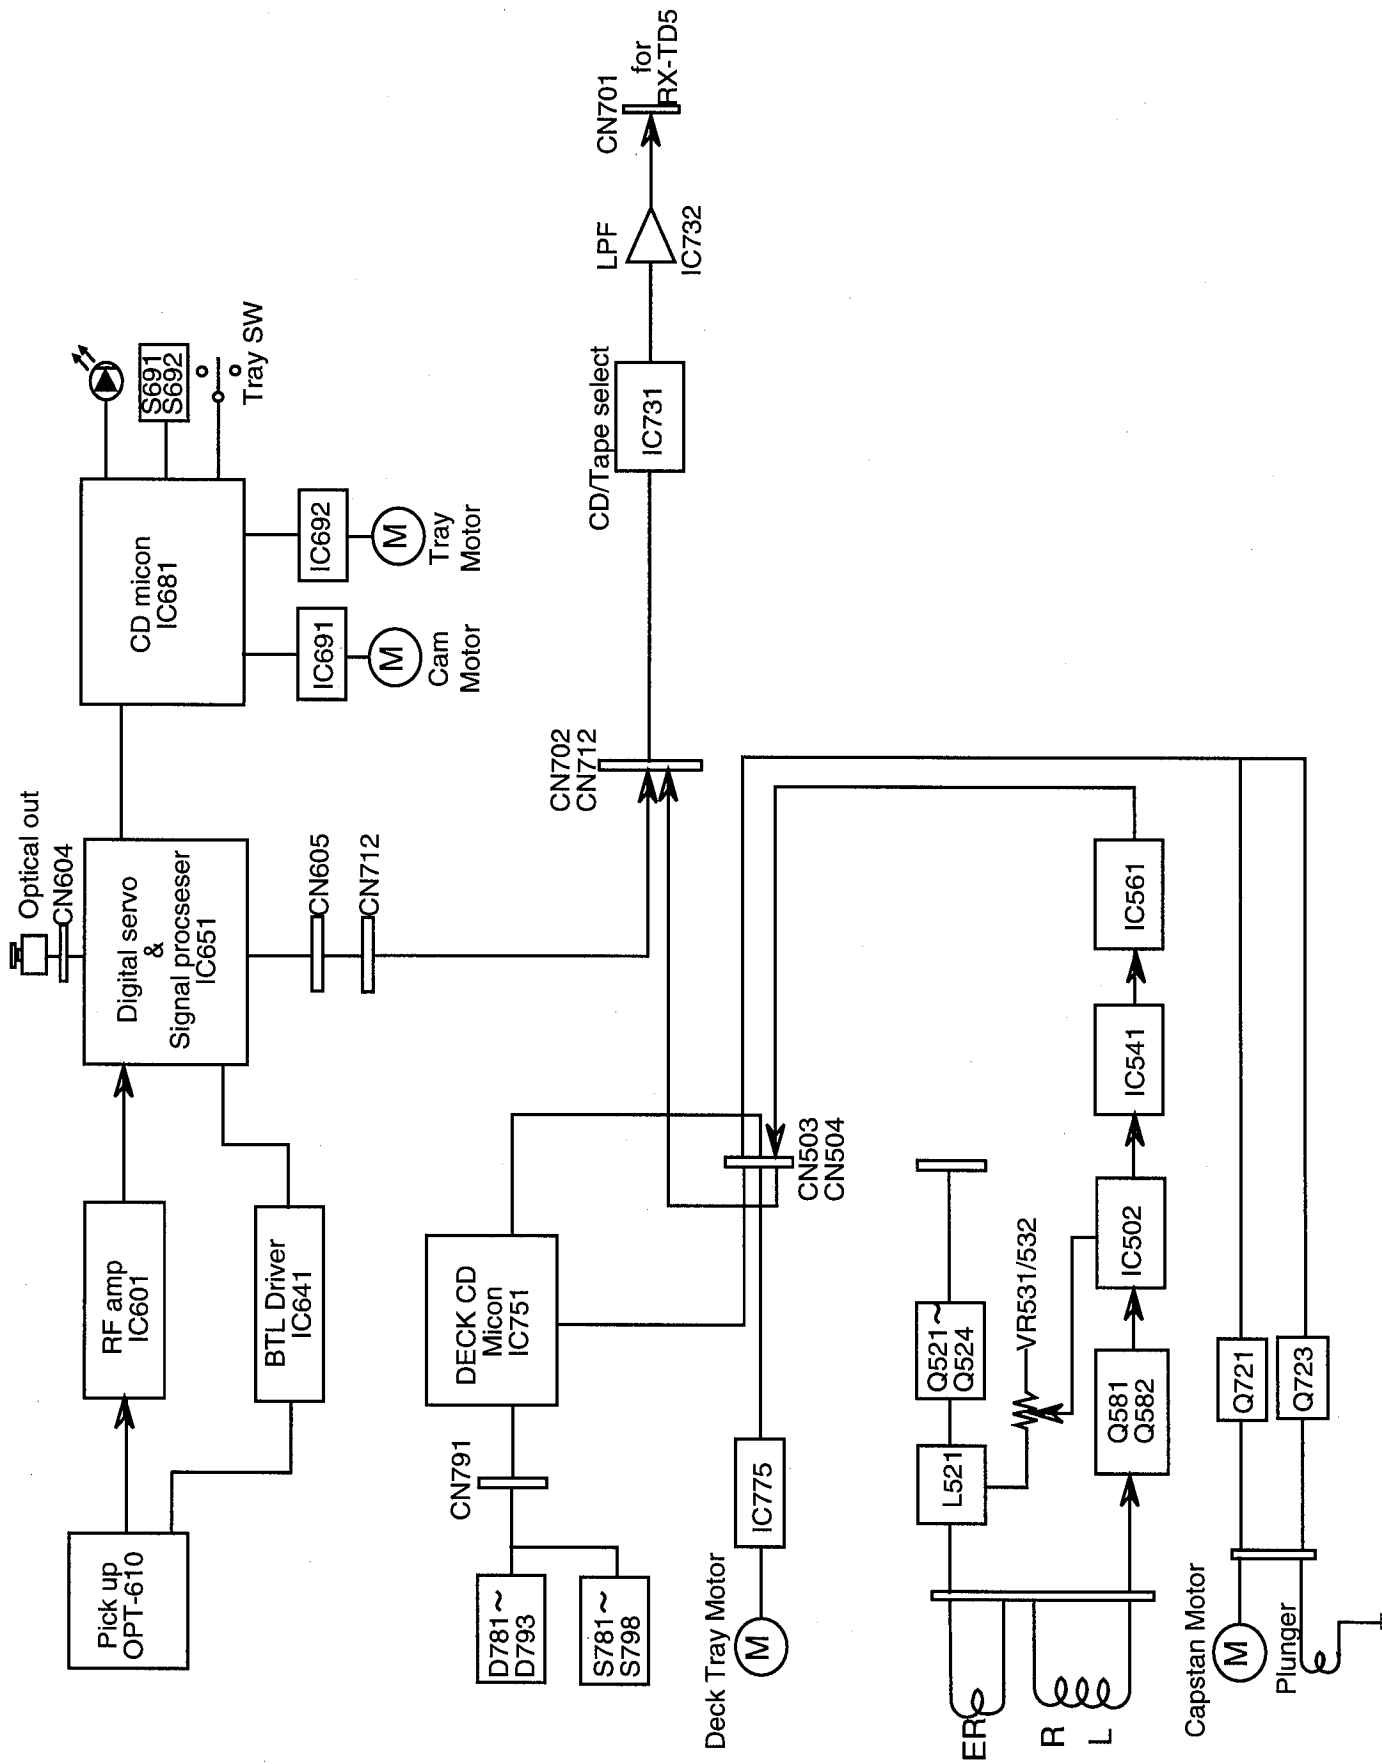 Pick up
OPT-610
RF amp
IC601
BTL Driver
IC641
Optical out
CN604
Digital servo
&
Signal procseser
IC651
CN605
CN712
CD micon
IC681
S691
S692
Tray SW
IC691
M
Cam
Motor
IC692
M
Tray
Motor
D781~
D793
S781~
S798
CN791
DECK CD
Micon
IC751
CN702
CN712
CD/Tape select
IC731
LPF
IC732
CN701
for
RX-TD5
Deck Tray Motor
M
IC775
CN503
CN504
ER
R
L
L521
Q521~
Q524
VR531/532
Q581
Q582
IC502
IC541
IC561
Capstan Motor
M
Plunger
Q721
Q723